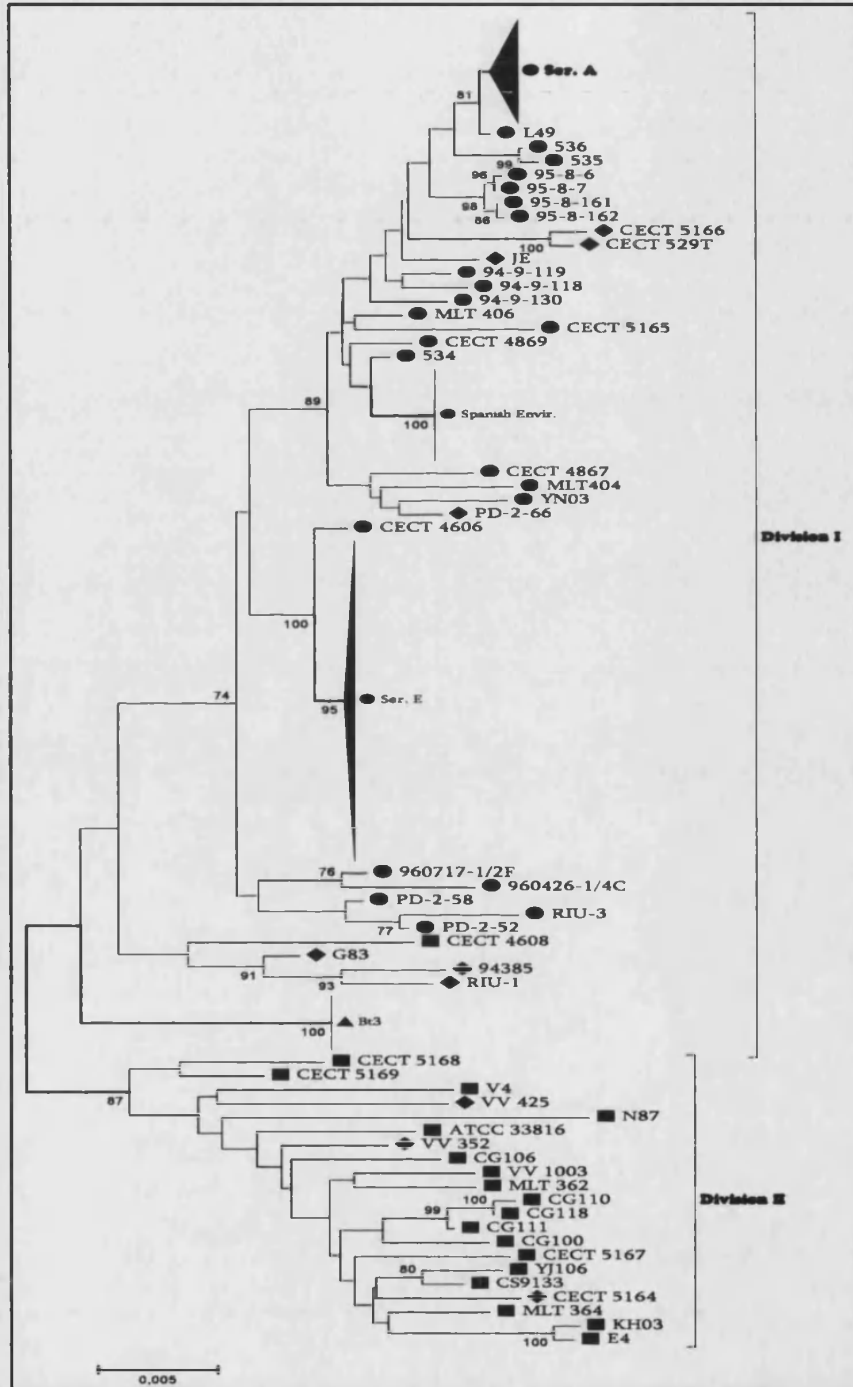 Ser. A
81
L49
536
99
535
96
95-8-6
95-8-7
98
95-8-161
86
95-8-162
CECT 5166
100
CECT 529T
JE
94-9-119
94-9-118
94-9-130
MLT 406
CECT 5165
CECT 4869
534
89
Spanish Envir.
100
CECT 4867
MLT404
YN03
PD-2-66
CECT 4606
Division I
100
74
95
Ser. E
76
960717-1/2F
960426-1/4C
PD-2-58
RIU-3
77
PD-2-52
CECT 4608
G83
91
94385
93
RIU-1
Bt3
100
CECT 5168
CECT 5169
87
V4
VV 425
N87
ATCC 33816
VV 352
CG106
VV 1003
MLT 362
100
CG110
99
CG118
Division II
CG111
CG100
CECT 5167
80
YJ106
CS9133
CECT 5164
MLT 364
KH03
100
E4
0,005